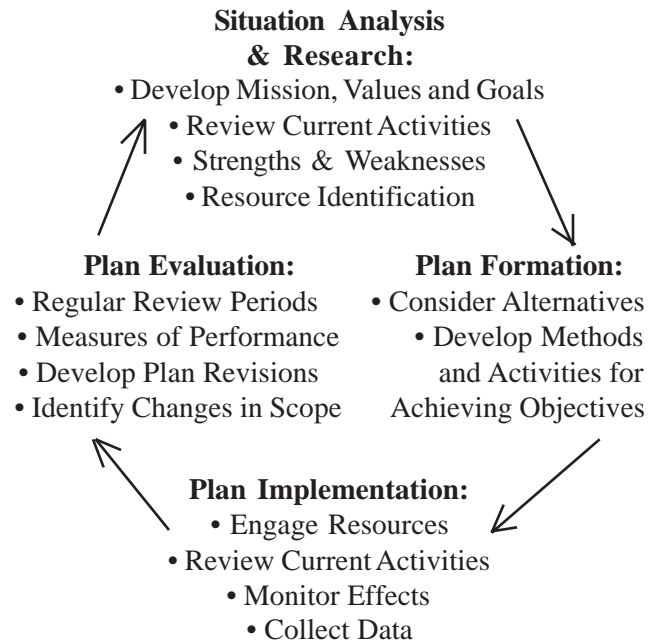 Situation Analysis
& Research:
• Develop Mission, Values and Goals
• Review Current Activities
• Strengths & Weaknesses
• Resource Identification
Plan Formation:
• Consider Alternatives
• Develop Methods
and Activities for
Achieving Objectives
Plan Implementation:
• Engage Resources
• Review Current Activities
• Monitor Effects
• Collect Data
Plan Evaluation:
• Regular Review Periods
• Measures of Performance
• Develop Plan Revisions
• Identify Changes in Scope